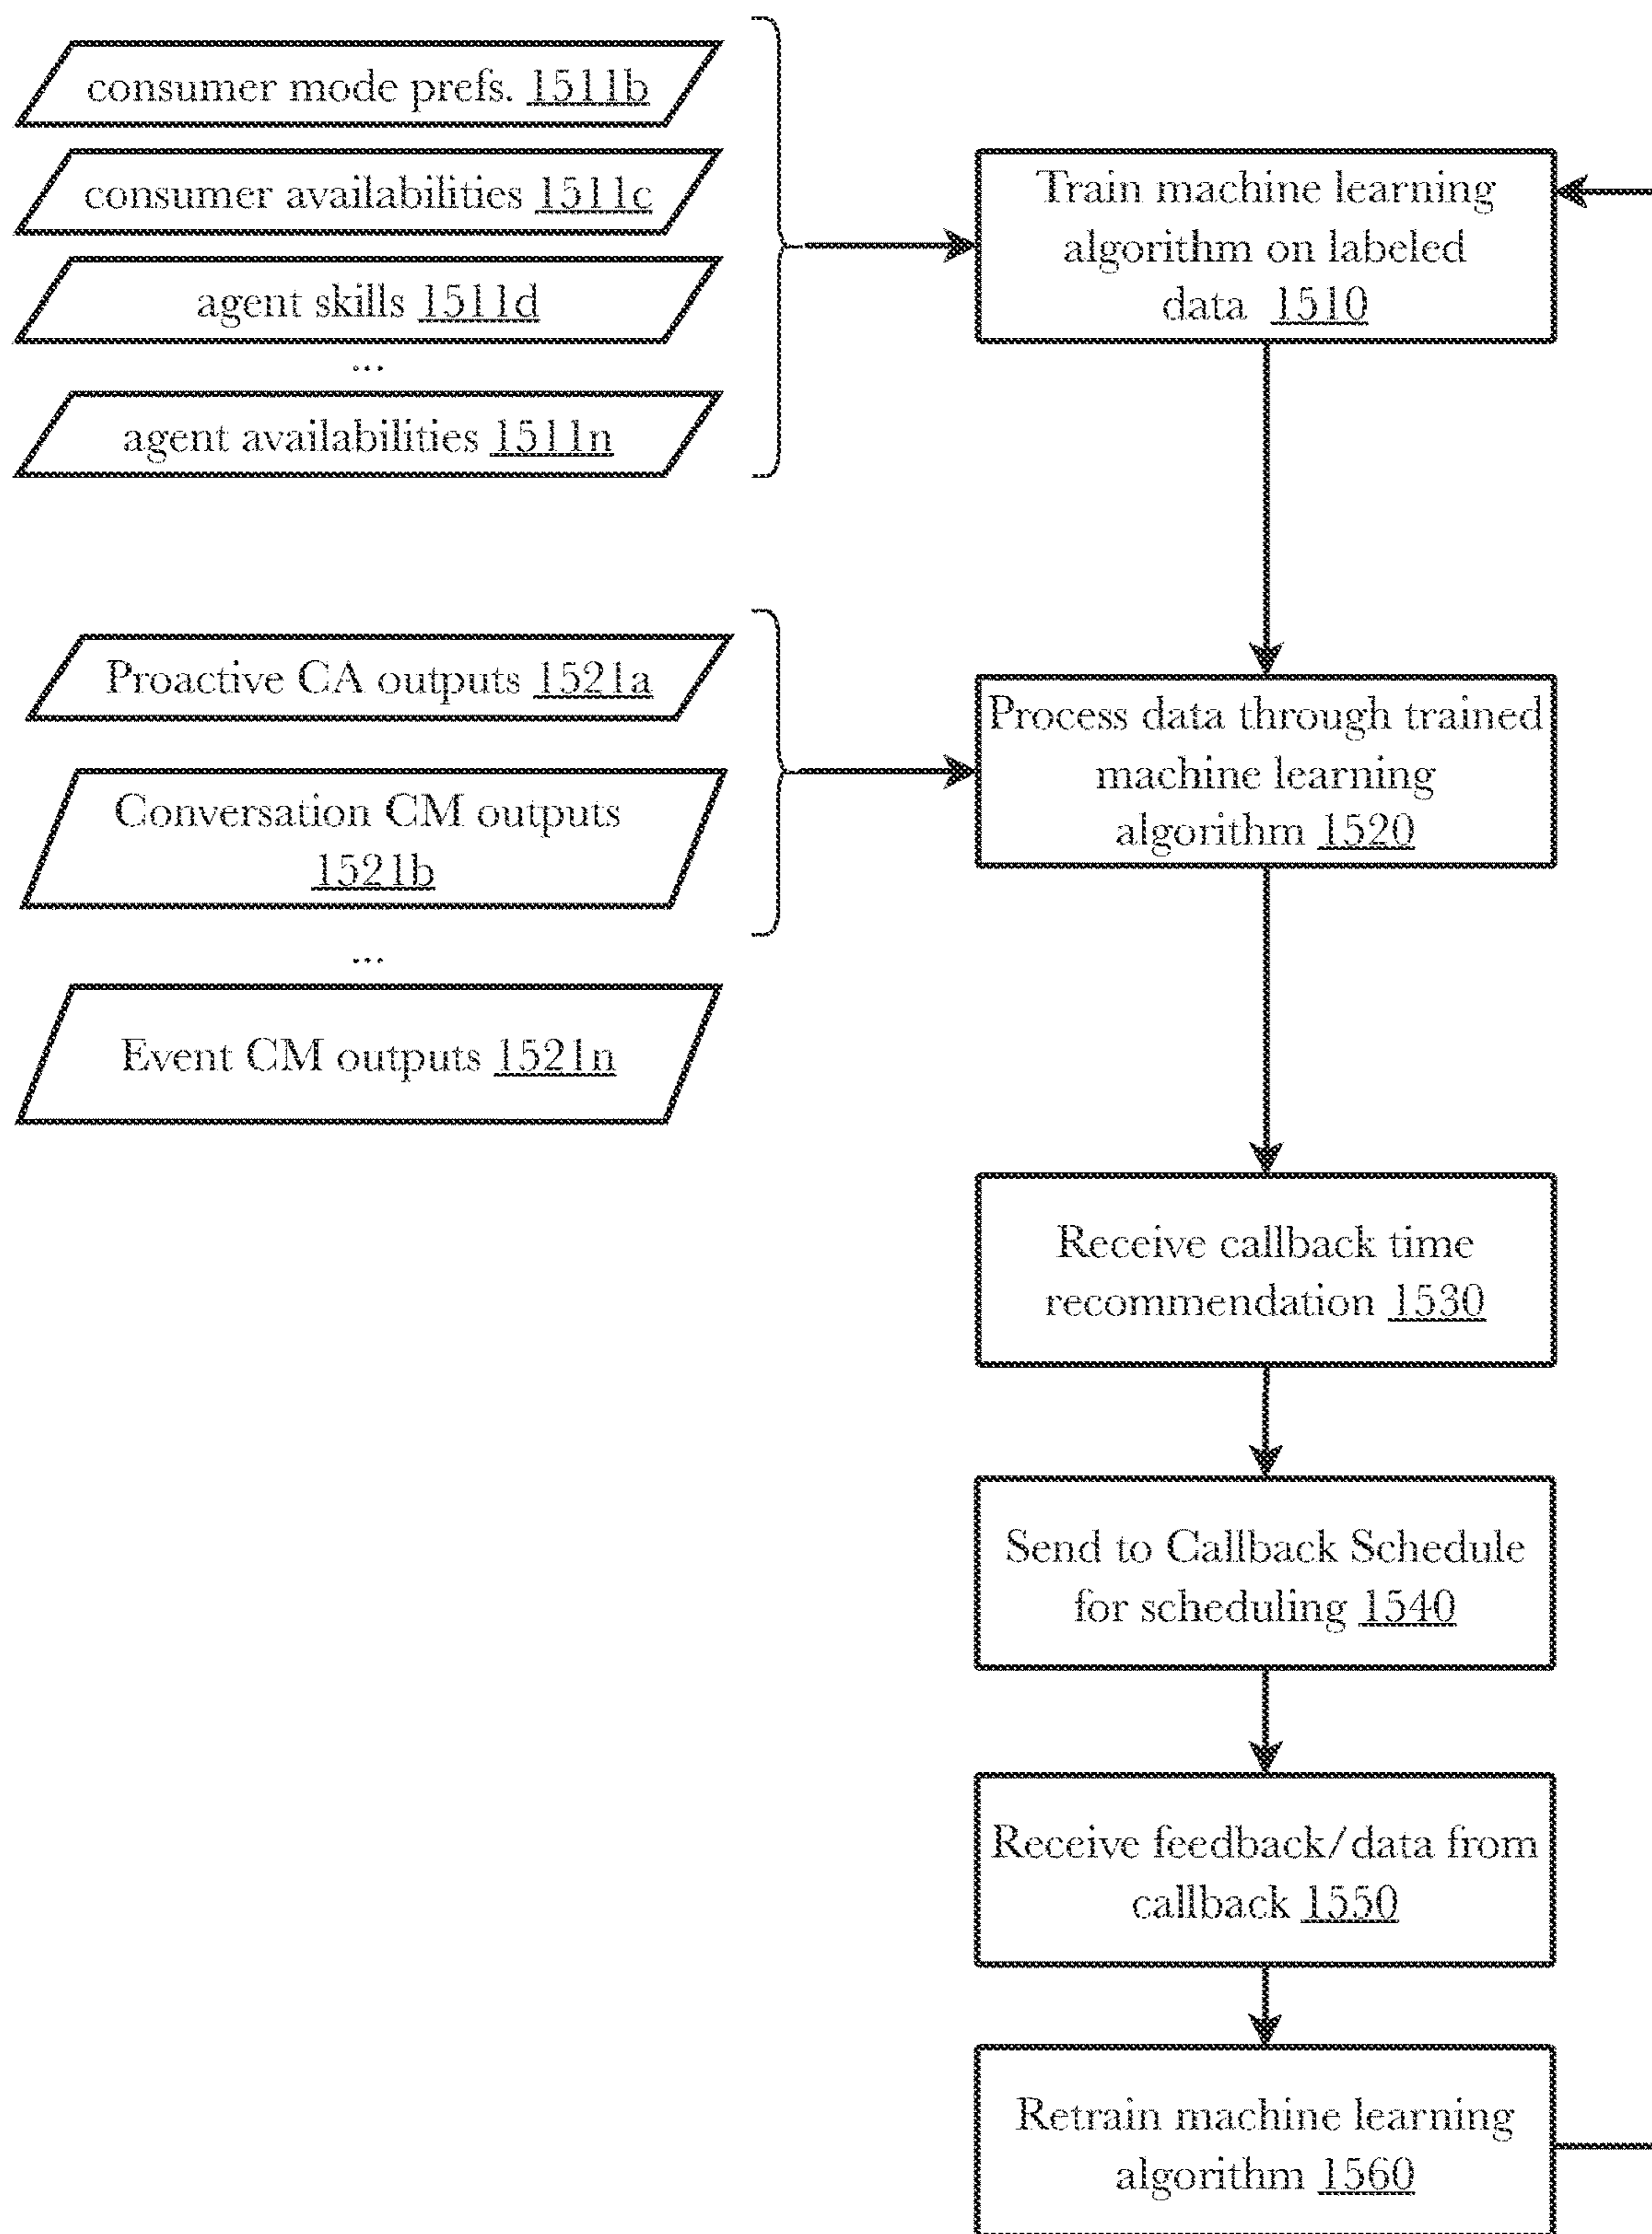 consumer mode prefs. 1511b
consumer availabilities 1511c
agent skills 1511d
...
agent availabilities 1511n
Train machine learning
algorithm on labeled
data 1510
Proactive CA outputs 1521a
Conversation CM outputs
1521b
...
Event CM outputs 1521n
Process data through trained
machine learning
algorithm 1520
Receive callback time
recommendation 1530
Send to Callback Schedule
for scheduling 1540
Receive feedback/data from
callback 1550
Retrain machine learning
algorithm 1560